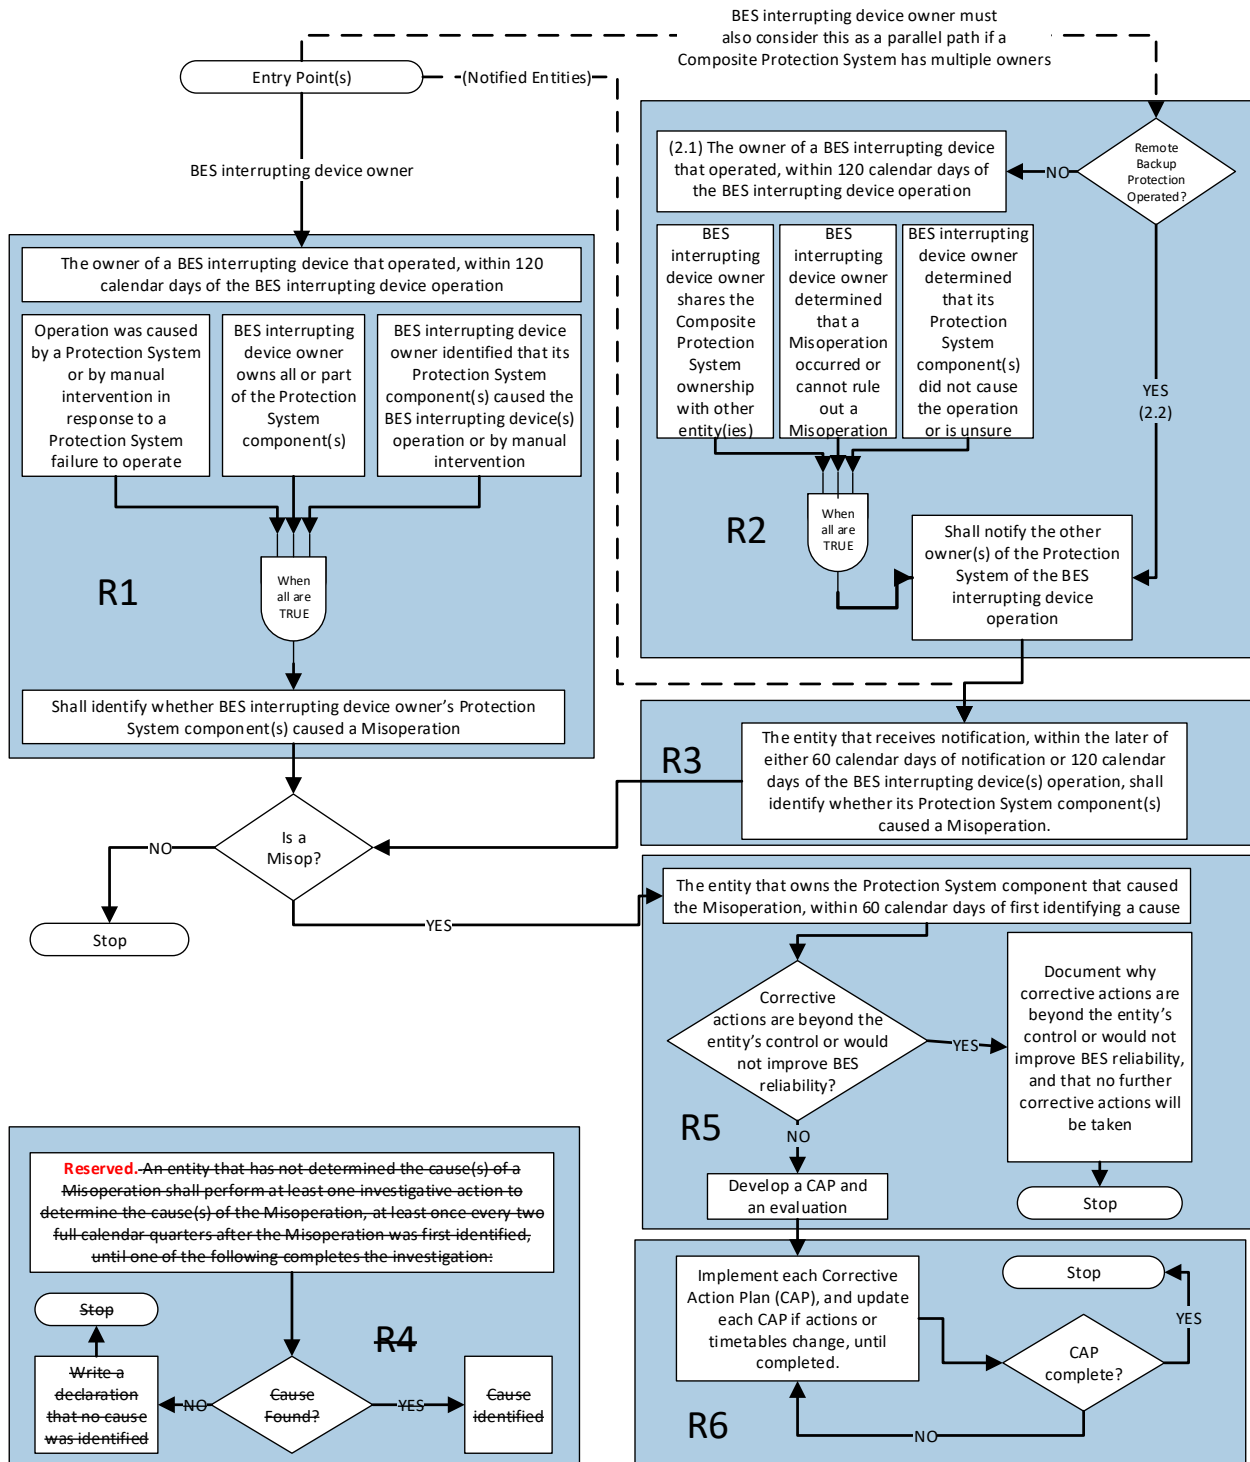 BES interrupting device owner must
also consider this as a parallel path if a
Composite Protection System has multiple owners
Entry Point(s)
(Notified Entities)
BES interrupting device owner
The owner of a BES interrupting device that operated, within 120
calendar days of the BES interrupting device operation
Operation was caused
by a Protection System
or by manual
intervention in
response to a
Protection System
failure to operate
BES interrupting
device owner
owns all or part
of the Protection
System
component(s)
BES interrupting device
owner identified that its
Protection System
component(s) caused the
BES interrupting device(s)
operation or by manual
intervention
When
all are
TRUE
R1
Shall identify whether BES interrupting device owner’s Protection
System component(s) caused a Misoperation
Is a
Misop?
NO
Stop
YES
Remote
Backup
Protection
Operated?
NO
(2.1) The owner of a BES interrupting device
that operated, within 120 calendar days of
the BES interrupting device operation
BES
interrupting
device owner
shares the
Composite
Protection
System
ownership
with other
entity(ies)
BES
interrupting
device owner
determined
that a
Misoperation
occurred or
cannot rule
out a
Misoperation
BES interrupting
device owner
determined
that its
Protection
System
component(s)
did not cause
the operation
or is unsure
YES
(2.2)
When
all are
TRUE
R2
Shall notify the other
owner(s) of the Protection
System of the BES
interrupting device
operation
R3
The entity that receives notification, within the later of
either 60 calendar days of notification or 120 calendar
days of the BES interrupting device(s) operation, shall
identify whether its Protection System component(s)
caused a Misoperation.
The entity that owns the Protection System component that caused
the Misoperation, within 60 calendar days of first identifying a cause
Corrective
actions are beyond the
entity’s control or would
not improve BES
reliability?
YES
Document why
corrective actions are
beyond the entity’s
control or would not
improve BES reliability,
and that no further
corrective actions will
be taken
Stop
R5
NO
Develop a CAP and
an evaluation
Implement each Corrective
Action Plan (CAP), and update
each CAP if actions or
timetables change, until
completed.
CAP
complete?
YES
Stop
NO
R6
Reserved. An entity that has not determined the cause(s) of a
Misoperation shall perform at least one investigative action to
determine the cause(s) of the Misoperation, at least once every two
full calendar quarters after the Misoperation was first identified,
until one of the following completes the investigation:
R4
Stop
Write a
declaration
that no cause
was identified
NO
Cause
Found?
YES
Cause
identified